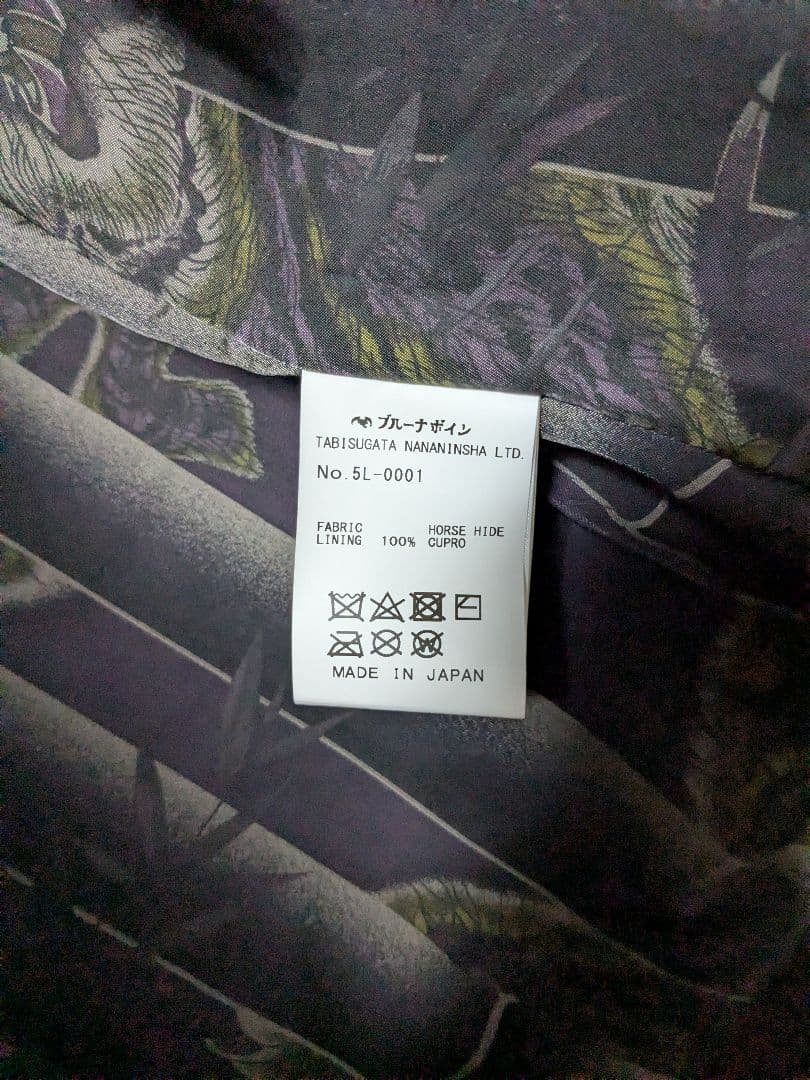 ブルーナボイン
TABISUGATA NANANINSHA LTD.
No.5L-0001
FABRIC HORSE HIDE
LINING 100% CUPRO
W
MADE IN JAPAN